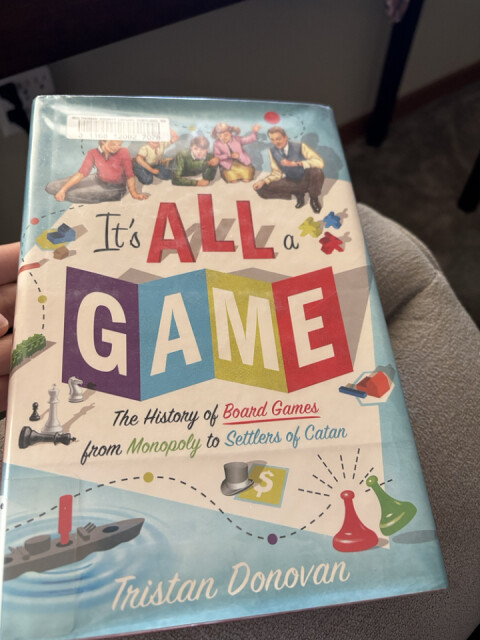 It's ALL a
GAME
The History of Board Games
from Monopoly to Settlers of Catan
$
Tristan Donovan